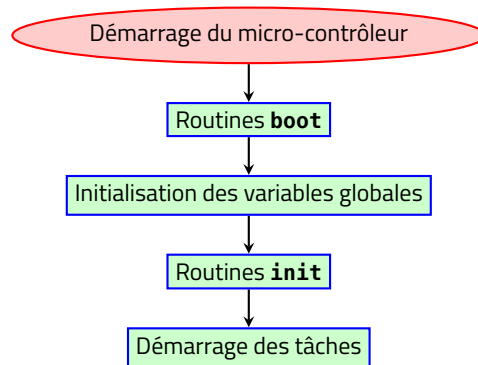 Démarrage du micro-contrôleur
Routines boot
Initialisation des variables globales
Routines init
Démarrage des tâches